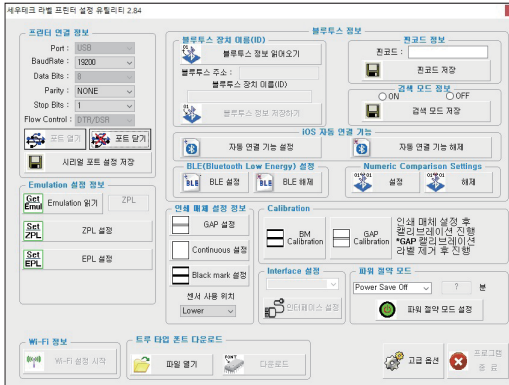 세우테크 라벨 프린터 설정 유틸리티 2.84
프린터 연결 정보
Port : USB
BaudRate : 19200
Data Bits : 8
Parity : NONE
Stop Bits : 1
Flow Control : DTR/DSR
포트 열기
포트 닫기
시리얼 포트 설정 저장
Emulation 설정 정보
Get Emul
Emulation 읽기
ZPL
Set ZPL
ZPL 설정
Set EPL
EPL 설정
블루투스 정보
블루투스 장치 이름(ID)
블루투스 정보 읽어오기
블루투스 주소 :
블루투스 장치 이름(ID)
블루투스 정보 저장하기
핀코드 정보
핀코드 :
핀코드 저장
검색 모드 정보
ON
OFF
검색 모드 저장
iOS 자동 연결 기능
자동 연결 기능 설정
자동 연결 기능 해제
BLE(Bluetooth Low Energy) 설정
BLE
BLE 설정
BLE
BLE 해제
Numeric Comparison Settings
설정
해제
인쇄 매체 설정 정보
GAP 설정
Continuous 설정
Black mark 설정
센서 사용 위치
Lower
Calibration
BM
Calibration
GAP
Calibration
인쇄 매체 설정 후
캘리브레이션 진행
*GAP 캘리브레이션
라벨 제거 후 진행
Interface 설정
인터페이스 설정
파워 절약 모드
Power Save Off
?
분
파워 절약 모드 설정
Wi-Fi 정보
Wi-Fi 설정 시작
트루 타입 폰트 다운로드
파일 열기
FONT
다운로드
고급 옵션
프로그램
종 료